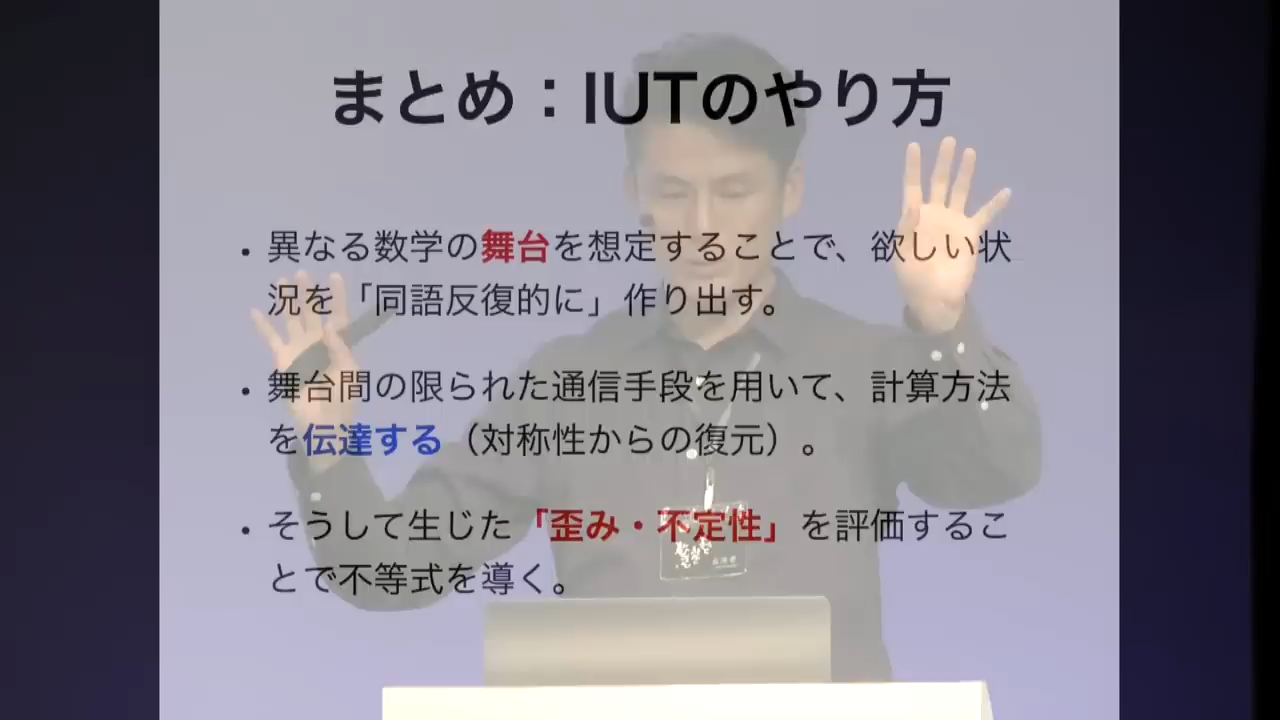 まとめ：IUTのやり方
・異なる数学の舞台を想定することで、欲しい状
況を「同語反復的に」作り出す。
・舞台間の限られた通信手段を用いて、計算方法
を伝達する（対称性からの復元）。
・そうして生じた「歪み・不定性」を評価するこ
とで不等式を導く。